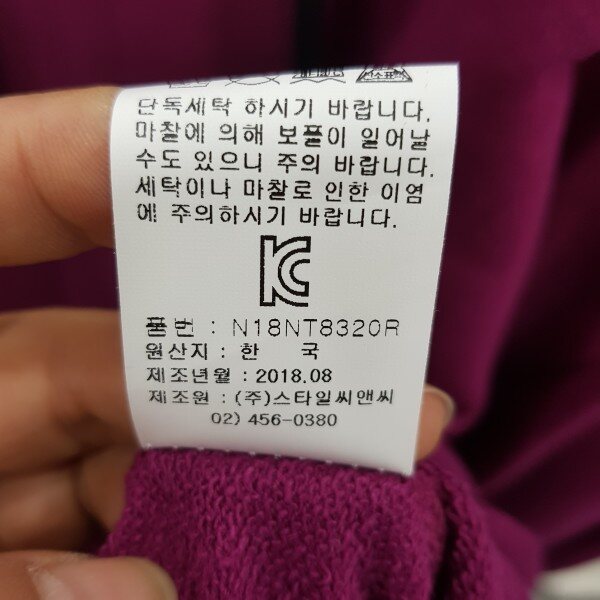 단독세탁 하시기 바랍니다.
마찰에 의해 보풀이 일어날
수도 있으니 주의 바랍니다.
세탁이나 마찰로 인한 이염
에 주의하시기 바랍니다.
KC
품번 : N18NT8320R
원산지 : 한 국
제조년월 : 2018.08
제조원 : (주)스타일씨앤씨
02) 456-0380